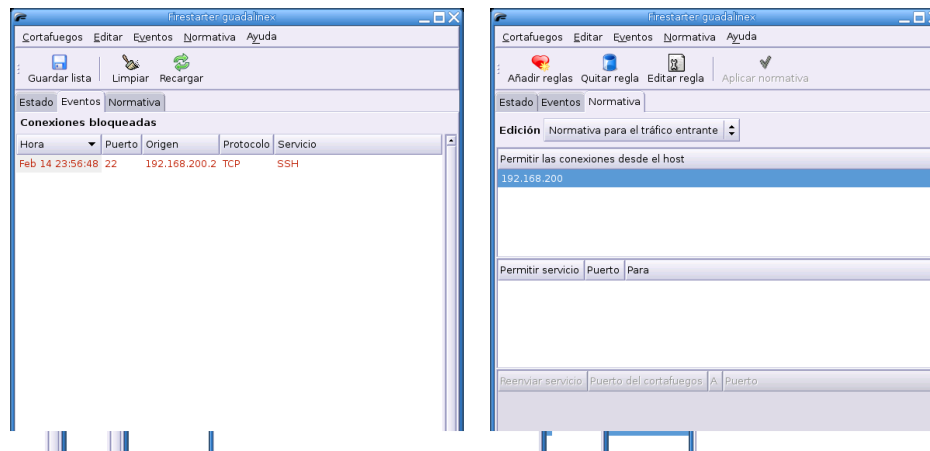 Firestarter guadalinex
Cortafuegos Editar Eventos Normativa Ayuda
Guardar lista Limpiar Recargar
Estado Eventos Normativa
Conexiones bloqueadas
Hora Puerto Origen Protocolo Servicio
Feb 14 23:56:48 22 192.168.200.2 TCP SSH
Firestarter guadalinex
Cortafuegos Editar Eventos Normativa Ayuda
Añadir reglas Quitar regla Editar regla Aplicar normativa
Estado Eventos Normativa
Edición Normativa para el tráfico entrante
Permitir las conexiones desde el host
192.168.200
Permitir servicio Puerto Para
Reenviar servicio Puerto del cortafuegos A Puerto